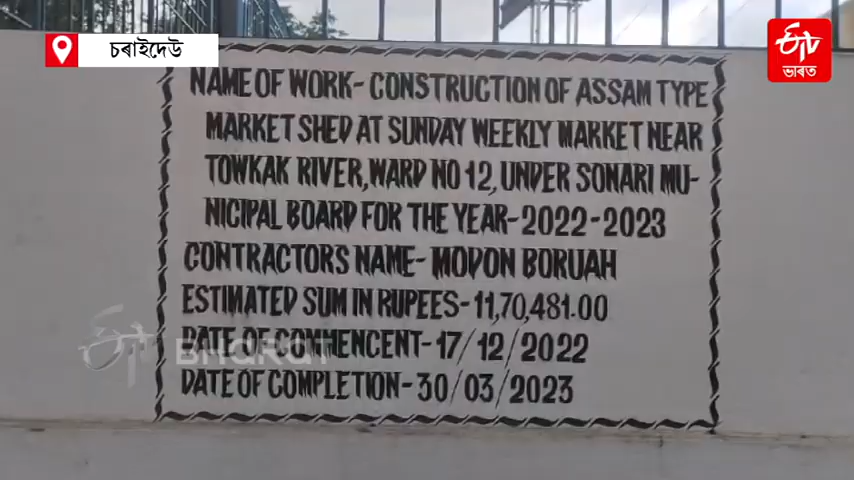 চৰাইদেউ
ভাৰত
NAME OF WORK- CONSTRUCTION OF ASSAM TYPE
MARKET SHED AT SUNDAY WEEKLY MARKET NEAR
TOWKAK RIVER, WARD NO 12, UNDER SONARI MU-
NICIPAL BOARD FOR THE YEAR-2022-2023
CONTRACTORS NAME- MODON BORUAH
ESTIMATED SUM IN RUPEES- 11,70,481.00
DATE OF COMMENCENT-17/12/2022
DATE OF COMPLETION-30/03/2023
BHARAT